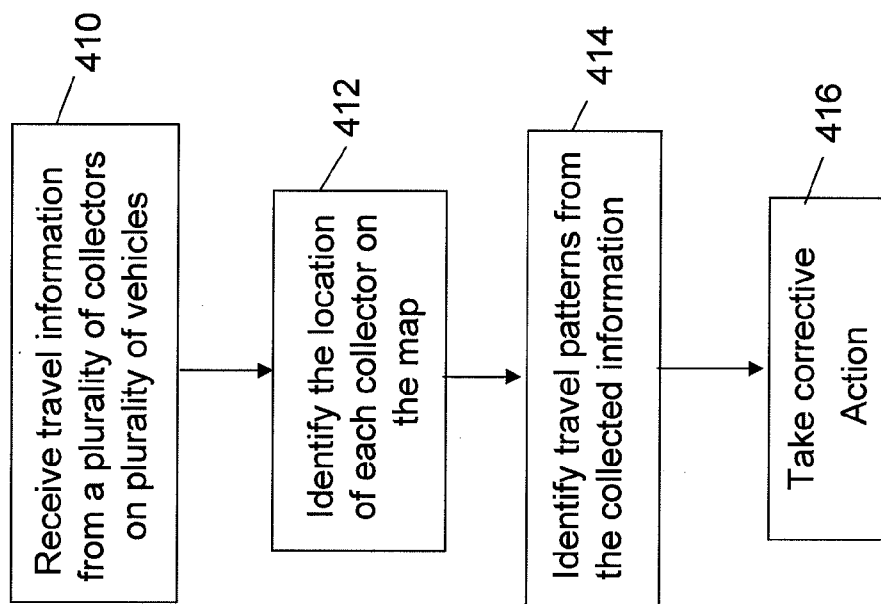 410
Receive travel information
from a plurality of collectors
on plurality of vehicles
412
Identify the location
of each collector on
the map
414
Identify travel patterns from
the collected information
416
Take corrective
Action